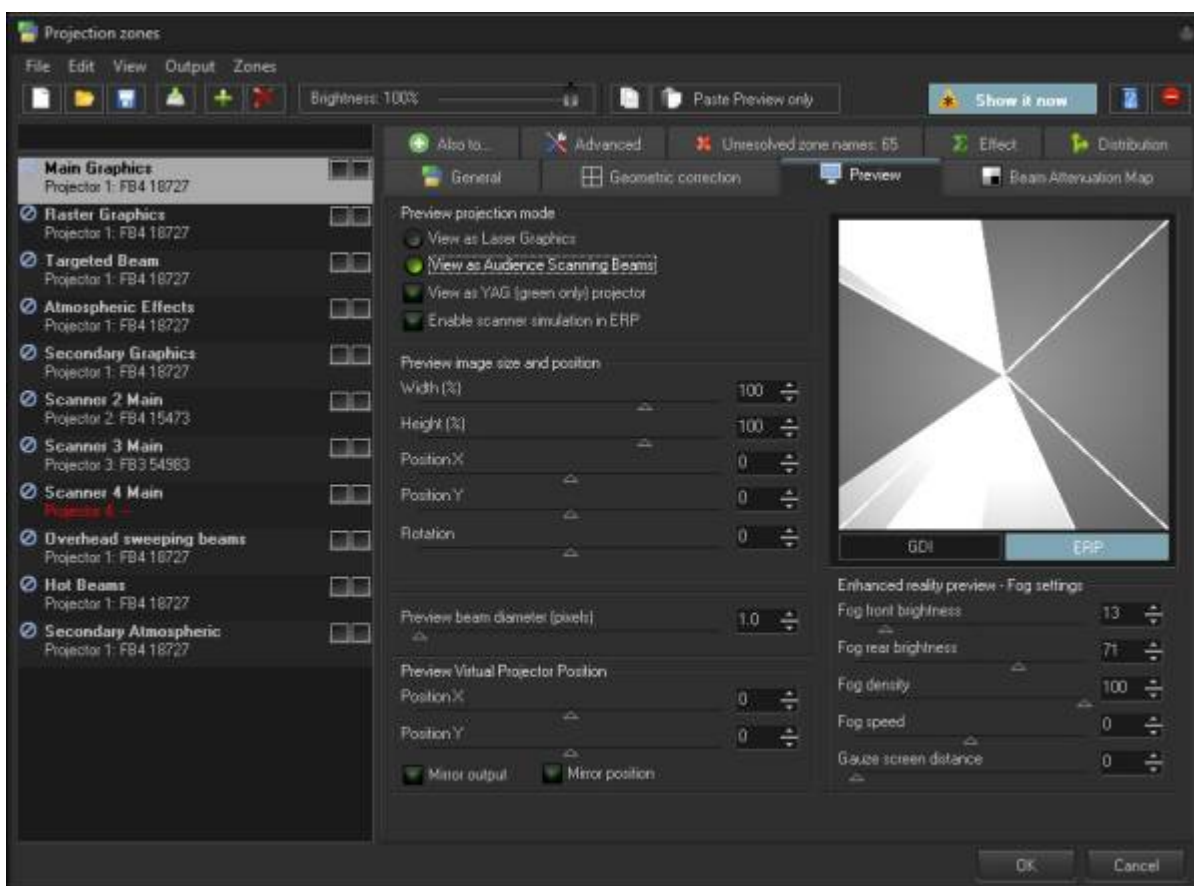 Projection zones
File Edit View Output Zones
Brightness: 100% Paste Preview only Show it now
Also to... Advanced Unresolved zone names: 65 Effect Distribution
General Geometric correction Preview Beam Attenuation Map
Main Graphics
Projector 1: FB4 18727
Raster Graphics
Projector 1: FB4 18727
Targeted Beam
Projector 1: FB4 18727
Atmospheric Effects
Projector 1: FB4 18727
Secondary Graphics
Projector 1: FB4 18727
Scanner 2 Main
Projector 2: FB4 15473
Scanner 3 Main
Projector 3: FB3 54983
Scanner 4 Main
Projector 4: --
Overhead sweeping beams
Projector 1: FB4 18727
Hot Beams
Projector 1: FB4 18727
Secondary Atmospheric
Projector 1: FB4 18727
Preview projection mode
View as Laser Graphics
View as Audience Scanning Beams
View as YAG (green only) projector
Enable scanner simulation in ERP
Preview image size and position
Width (%) 100
Height (%) 100
Position X 0
Position Y 0
Rotation 0
Preview beam diameter (pixels) 1.0
Preview Virtual Projector Position
Position X 0
Position Y 0
Mirror output Mirror position
GDI ERP
Enhanced reality preview - Fog settings
Fog front brightness 13
Fog rear brightness 71
Fog density 100
Fog speed 0
Gauze screen distance 0
OK Cancel